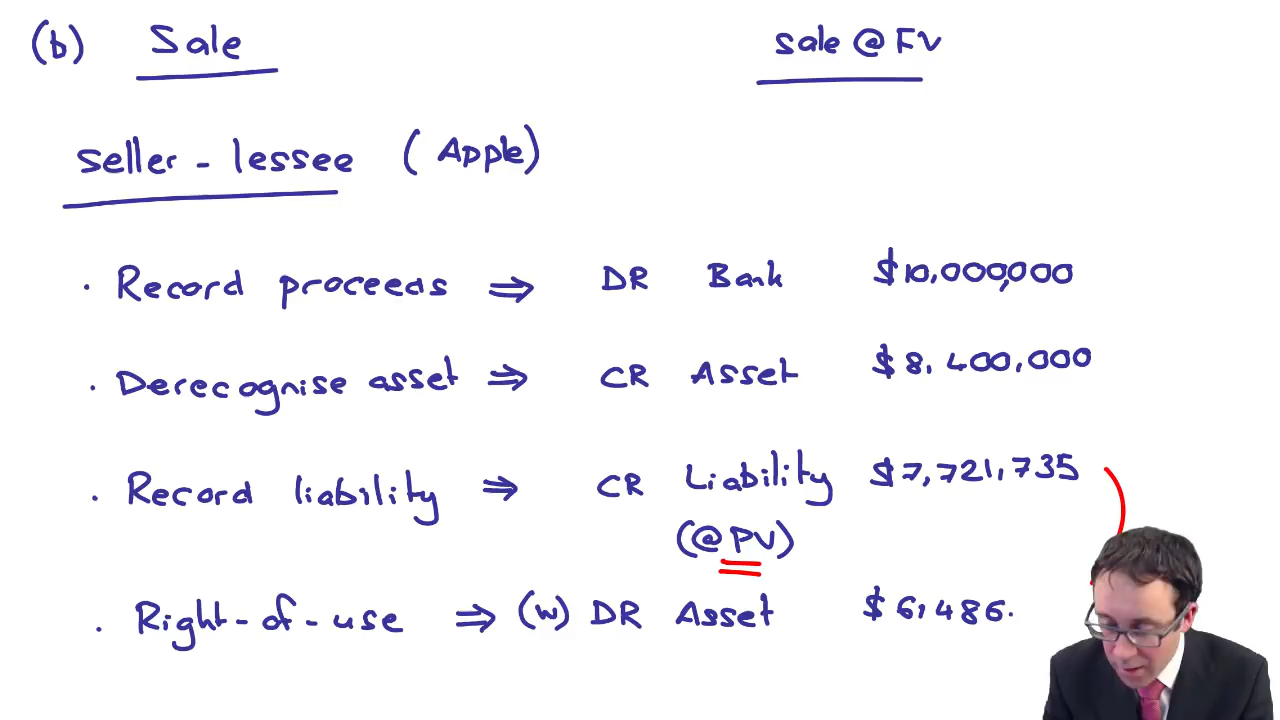 (b) Sale sale @ FV
seller - lessee (Apple)
· Record proceeds ⇒ DR Bank $10,000,000
· Derecognise asset ⇒ CR Asset $8,400,000
· Record liability ⇒ CR Liability $7,721,735
(@ PV)
· Right-of-use ⇒ (W) DR Asset $6,486.